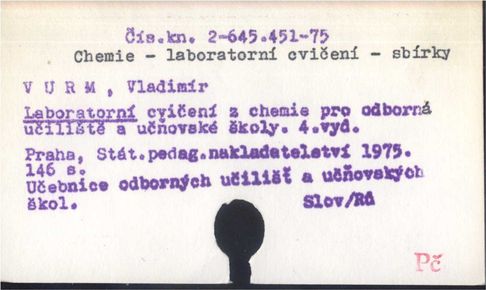 Čís.kn. 2-645.451-75
Chemie - laboratorní cvičení - sbírky
V U R M , Vladimír
Laboratorní cvičení z chemie pro odborná
učiliště a učňovské školy. 4.vyd.
Praha, Stát.pedag.nakladatelství 1975.
146 s.
Učebnice odborných učilišť a učňovských
škol.
Slov/Rů
Pč